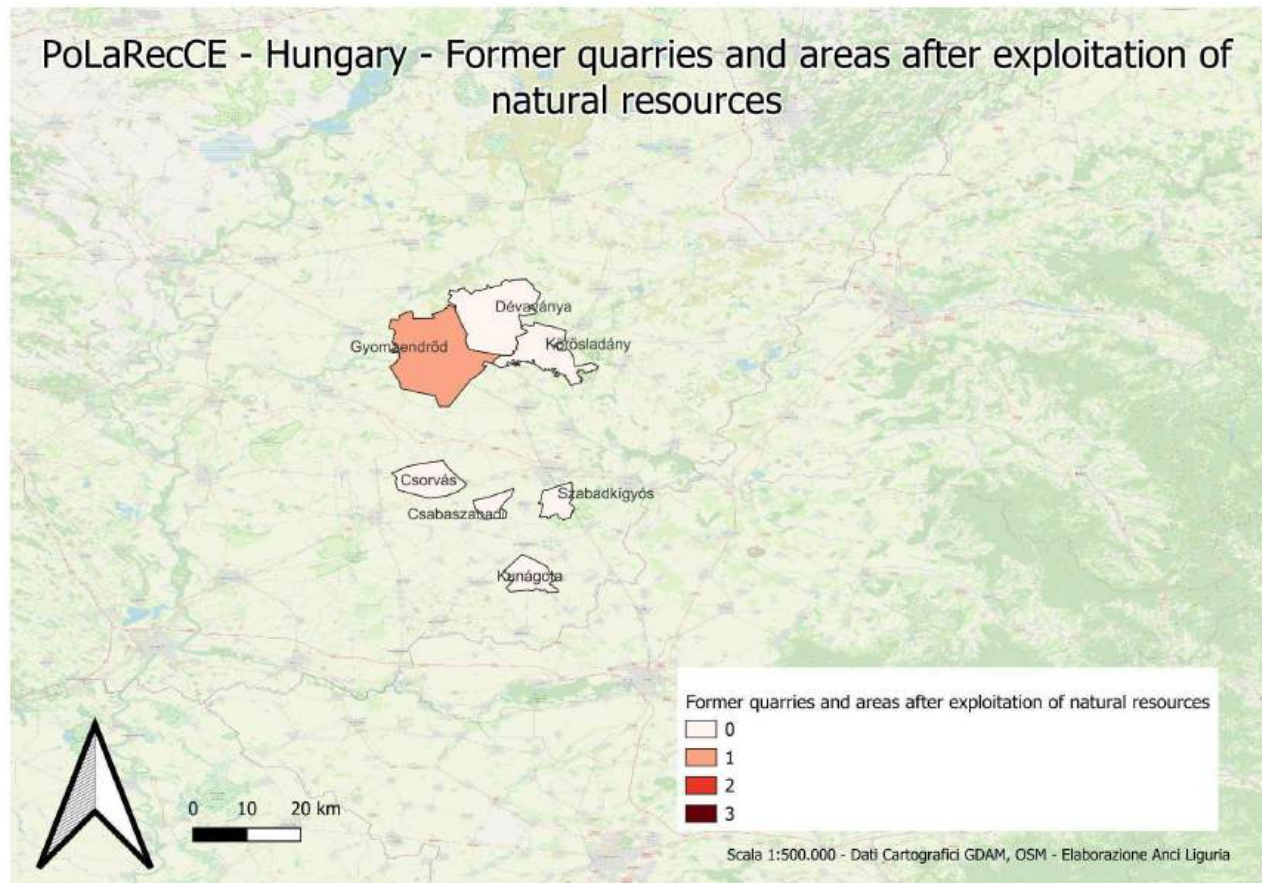 PoLaRecCE - Hungary - Former quarries and areas after exploitation of
natural resources
Dévaványa
Gyomaendrőd
Körösladány
Csorvás
Szabadkígyós
Csabaszabadi
Kunágota
Former quarries and areas after exploitation of natural resources
0
1
2
3
0 10 20 km
Scala 1:500.000 - Dati Cartografici GDAM, OSM - Elaborazione Anci Liguria